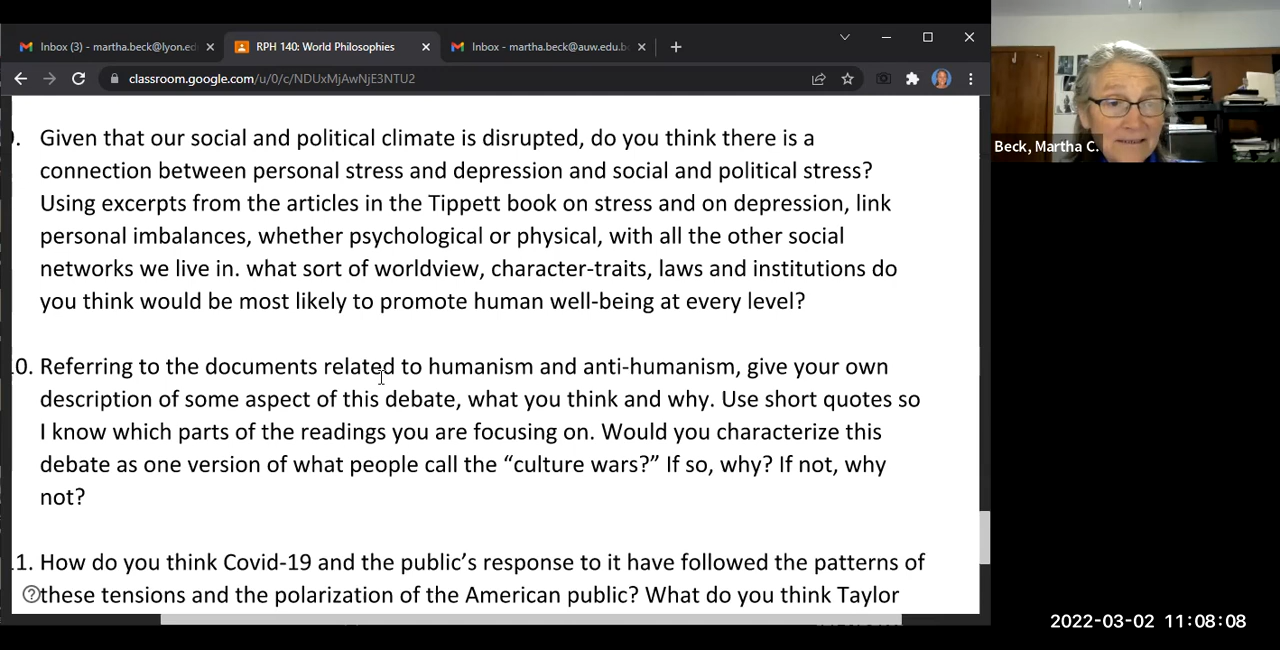 Inbox (3) - martha.beck@lyon.ed
RPH 140: World Philosophies
Inbox - martha.beck@auw.edu.b
classroom.google.com/u/0/c/NDUxMjAwNjE3NTU2
Beck, Martha C.
. Given that our social and political climate is disrupted, do you think there is a
connection between personal stress and depression and social and political stress?
Using excerpts from the articles in the Tippett book on stress and on depression, link
personal imbalances, whether psychological or physical, with all the other social
networks we live in. what sort of worldview, character-traits, laws and institutions do
you think would be most likely to promote human well-being at every level?
0. Referring to the documents related to humanism and anti-humanism, give your own
description of some aspect of this debate, what you think and why. Use short quotes so
I know which parts of the readings you are focusing on. Would you characterize this
debate as one version of what people call the “culture wars?” If so, why? If not, why
not?
1. How do you think Covid-19 and the public’s response to it have followed the patterns of
these tensions and the polarization of the American public? What do you think Taylor
2022-03-02 11:08:08